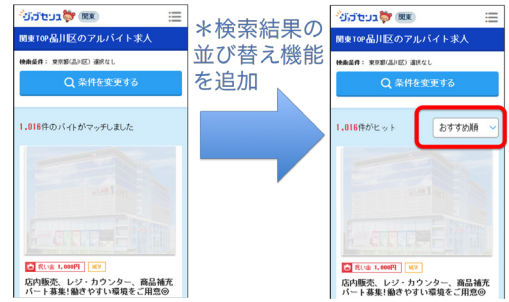 ジョブセンス 関東
関東TOP品川区のアルバイト求人
検索条件： 東京都(品川区) 選択なし
条件を変更する
1,016件のバイトがマッチしました
祝い金 1,000円 NEW
店内販売、レジ・カウンター、商品補充
パート募集!働きやすい環境をご用意◎
＊検索結果の
並び替え機能
を追加
ジョブセンス 関東
関東TOP品川区のアルバイト求人
検索条件： 東京都(品川区) 選択なし
条件を変更する
1,016件がヒット おすすめ順
祝い金 1,000円 NEW
店内販売、レジ・カウンター、商品補充
パート募集!働きやすい環境をご用意◎